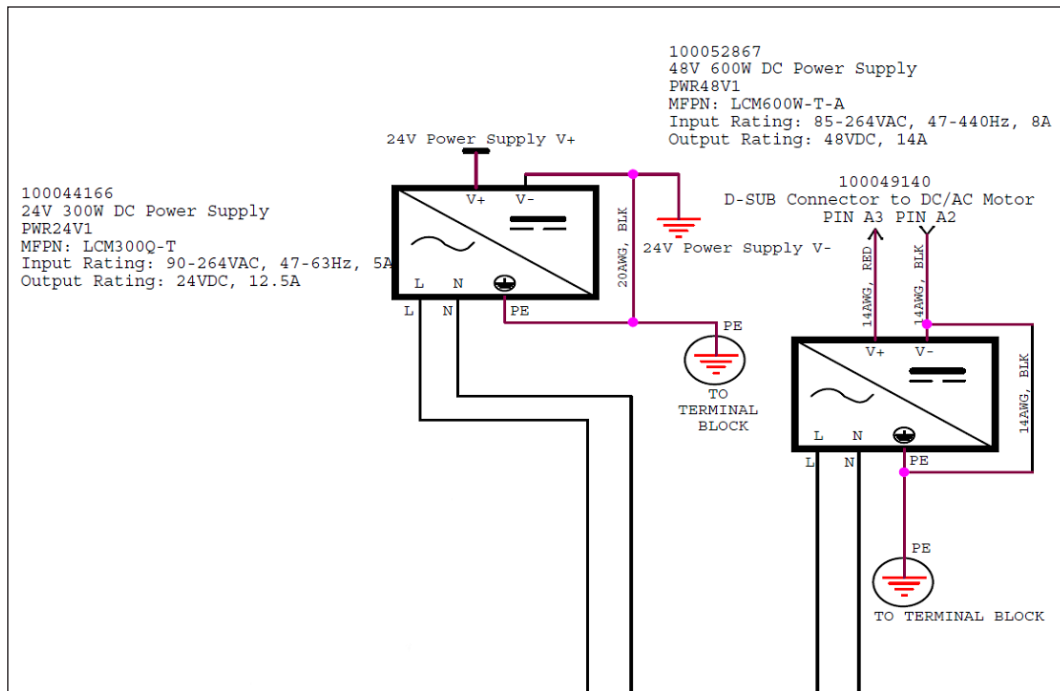 100052867
48V 600W DC Power Supply
PWR48V1
MFPN: LCM600W-T-A
Input Rating: 85-264VAC, 47-440Hz, 8A
Output Rating: 48VDC, 14A
24V Power Supply V+
100044166
24V 300W DC Power Supply
PWR24V1
MFPN: LCM300Q-T
Input Rating: 90-264VAC, 47-63Hz, 5A
Output Rating: 24VDC, 12.5A
V+ V-
L N
L N PE
20AWG, BLK
24V Power Supply V-
PE
TO
TERMINAL
BLOCK
100049140
D-SUB Connector to DC/AC Motor
PIN A3 PIN A2
14AWG, RED
14AWG, BLK
V+ V-
14AWG, BLK
L N
L N PE
PE
TO TERMINAL BLOCK